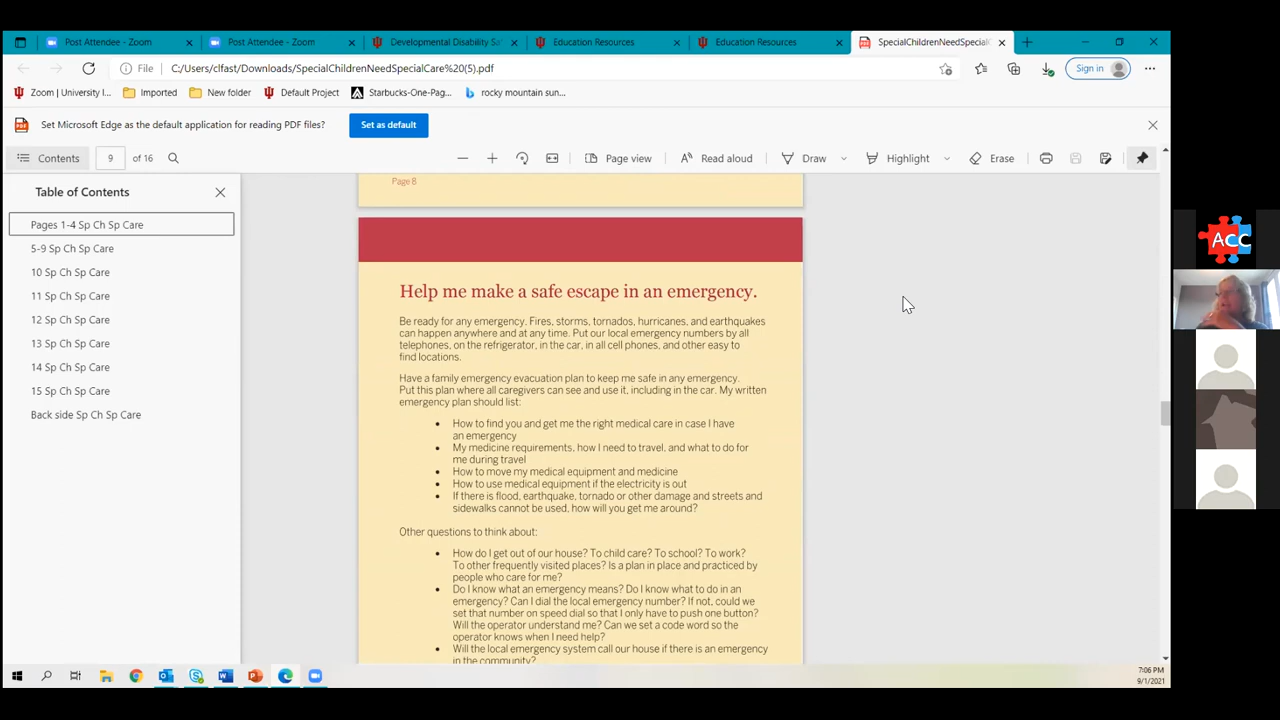 Post Attendee - Zoom
Post Attendee - Zoom
Developmental Disability Sa
Education Resources
Education Resources
SpecialChildrenNeedSpecial
File
C:/Users/clfast/Downloads/SpecialChildrenNeedSpecialCare%20(5).pdf
Sign in
Zoom | University I...
Imported
New folder
Default Project
Starbucks-One-Pag...
rocky mountain sun...
Set Microsoft Edge as the default application for reading PDF files?
Set as default
Contents
9
of 16
Page view
Read aloud
Draw
Highlight
Erase
Table of Contents
Pages 1-4 Sp Ch Sp Care
5-9 Sp Ch Sp Care
10 Sp Ch Sp Care
11 Sp Ch Sp Care
12 Sp Ch Sp Care
13 Sp Ch Sp Care
14 Sp Ch Sp Care
15 Sp Ch Sp Care
Back side Sp Ch Sp Care
Page 8
Help me make a safe escape in an emergency.
Be ready for any emergency. Fires, storms, tornados, hurricanes, and earthquakes
can happen anywhere and at any time. Put our local emergency numbers by all
telephones, on the refrigerator, in the car, in all cell phones, and other easy to
find locations.
Have a family emergency evacuation plan to keep me safe in any emergency.
Put this plan where all caregivers can see and use it, including in the car. My written
emergency plan should list:
• How to find you and get me the right medical care in case I have
an emergency
• My medicine requirements, how I need to travel, and what to do for
me during travel
• How to move my medical equipment and medicine
• How to use medical equipment if the electricity is out
• If there is flood, earthquake, tornado or other damage and streets and
sidewalks cannot be used, how will you get me around?
Other questions to think about:
• How do I get out of our house? To child care? To school? To work?
To other frequently visited places? Is a plan in place and practiced by
people who care for me?
• Do I know what an emergency means? Do I know what to do in an
emergency? Can I dial the local emergency number? If not, could we
set that number on speed dial so that I only have to push one button?
Will the operator understand me? Can we set a code word so the
operator knows when I need help?
• Will the local emergency system call our house if there is an emergency
in the community?
ACC
7:06 PM
9/1/2021